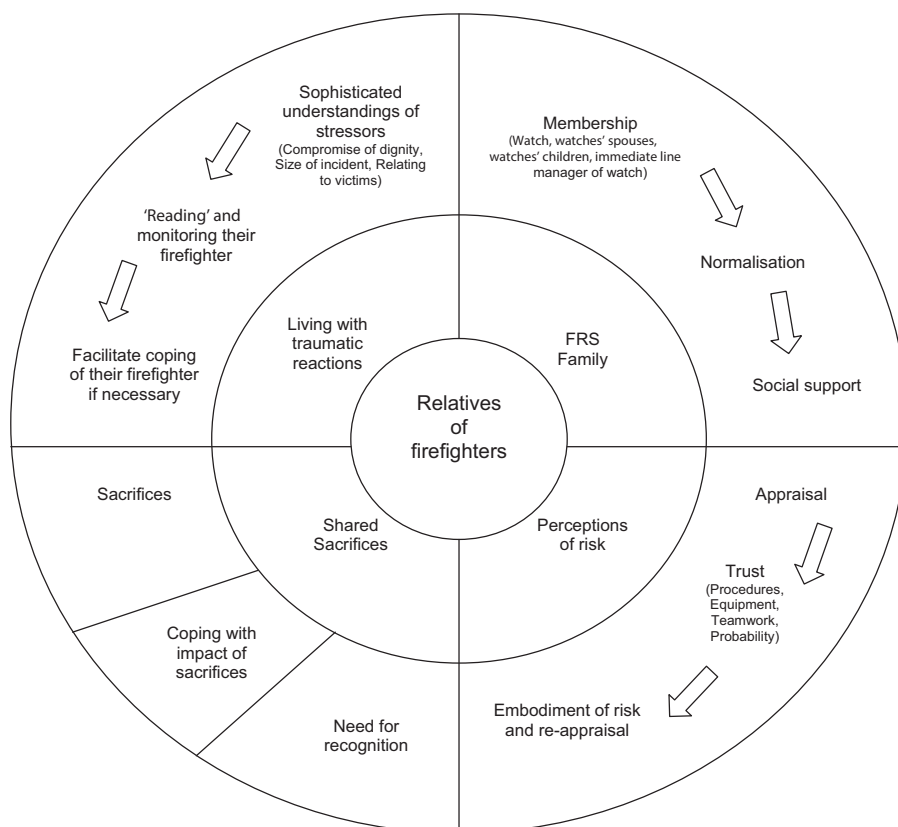 Sophisticated
understandings of
stressors
(Compromise of dignity,
Size of incident, Relating
to victims)
'Reading' and
monitoring their
firefighter
Facilitate coping
of their firefighter
if necessary
Living with
traumatic
reactions
Membership
(Watch, watches' spouses,
watches' children, immediate line
manager of watch)
Normalisation
Social support
FRS
Family
Relatives
of
firefighters
Sacrifices
Shared
Sacrifices
Coping with
impact of
sacrifices
Need for
recognition
Perceptions
of risk
Appraisal
Trust
(Procedures,
Equipment,
Teamwork,
Probability)
Embodiment of risk
and re-appraisal